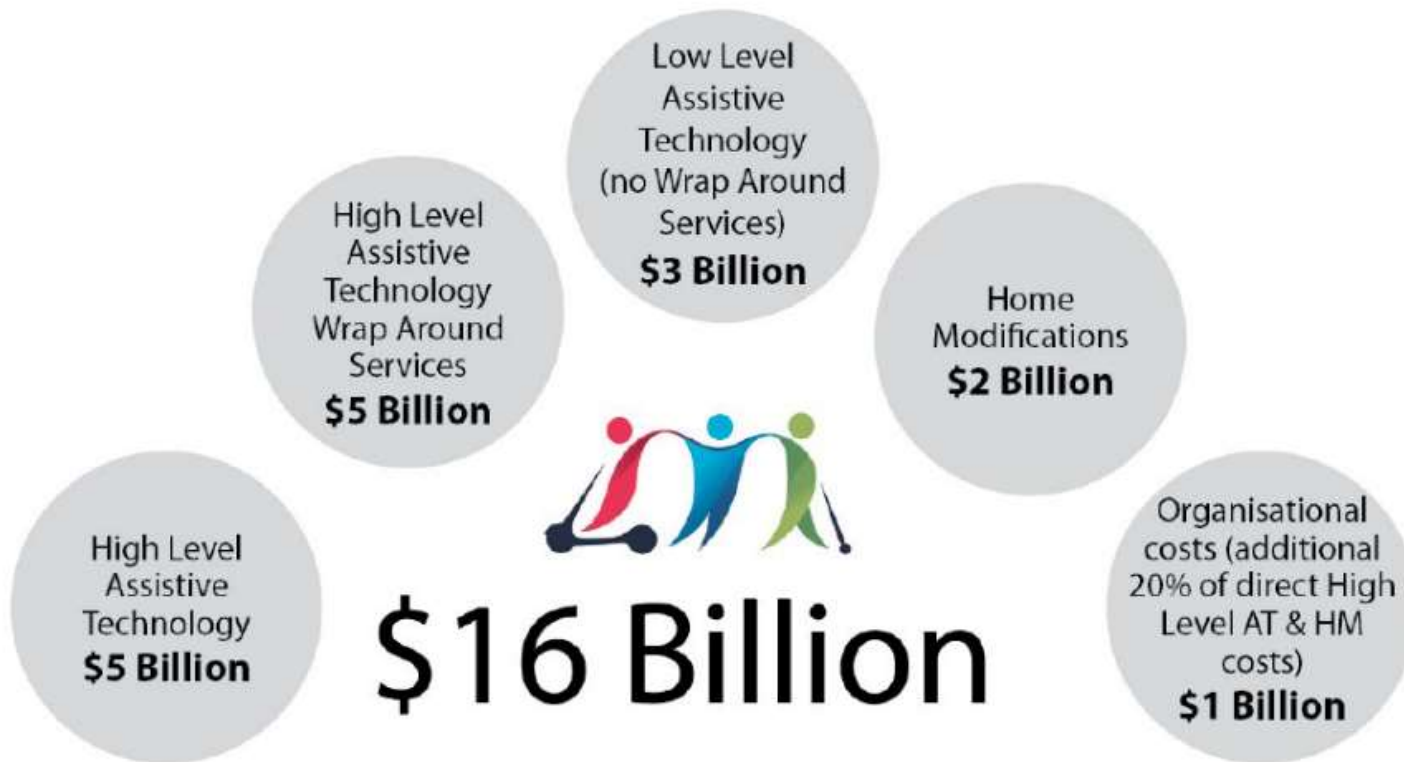 High Level
Assistive
Technology
$5 Billion
High Level
Assistive
Technology
Wrap Around
Services
$5 Billion
Low Level
Assistive
Technology
(no Wrap Around
Services)
$3 Billion
Home
Modifications
$2 Billion
Organisational
costs (additional
20% of direct High
Level AT & HM
costs)
$1 Billion
$16 Billion